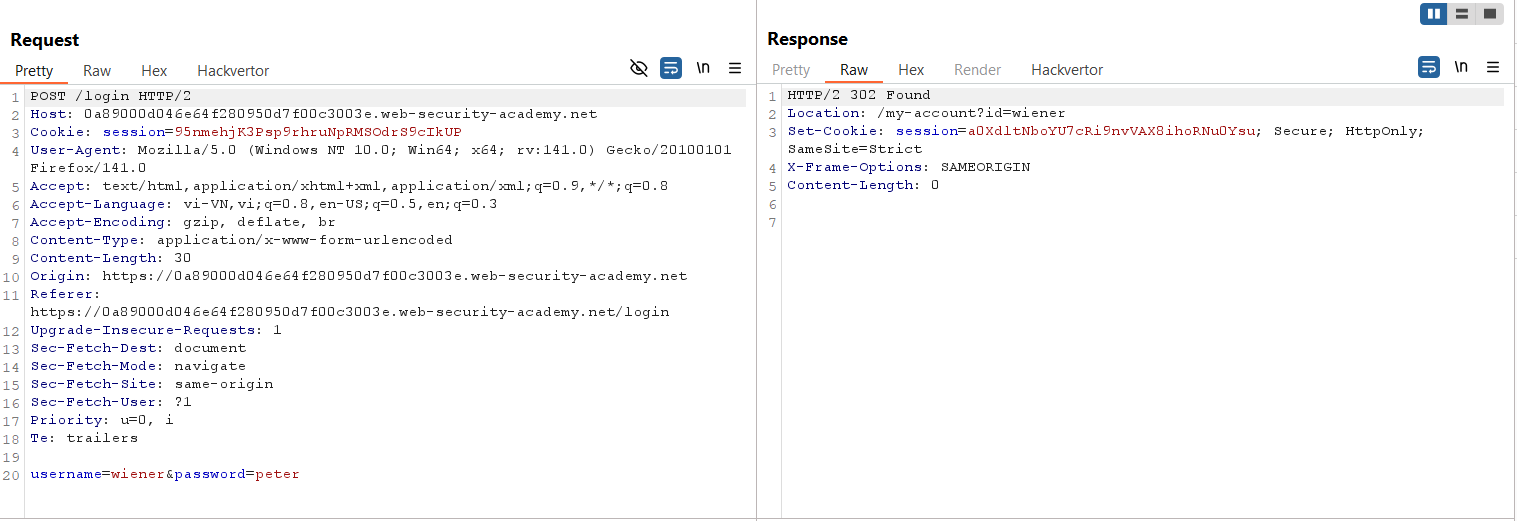 Request
Pretty Raw Hex Hackvertor
\n
1 POST /login HTTP/2
2 Host: 0a89000d046e64f280950d7f00c3003e.web-security-academy.net
3 Cookie: session=95nmehjK3Psp9rhruNpRMSOdrS9cIkUP
4 User-Agent: Mozilla/5.0 (Windows NT 10.0; Win64; x64; rv:141.0) Gecko/20100101
Firefox/141.0
5 Accept: text/html,application/xhtml+xml,application/xml;q=0.9,*/*;q=0.8
6 Accept-Language: vi-VN,vi;q=0.8,en-US;q=0.5,en;q=0.3
7 Accept-Encoding: gzip, deflate, br
8 Content-Type: application/x-www-form-urlencoded
9 Content-Length: 30
10 Origin: https://0a89000d046e64f280950d7f00c3003e.web-security-academy.net
11 Referer:
https://0a89000d046e64f280950d7f00c3003e.web-security-academy.net/login
12 Upgrade-Insecure-Requests: 1
13 Sec-Fetch-Dest: document
14 Sec-Fetch-Mode: navigate
15 Sec-Fetch-Site: same-origin
16 Sec-Fetch-User: ?1
17 Priority: u=0, i
18 Te: trailers
19
20 username=wiener&password=peter
Response
Pretty Raw Hex Render Hackvertor
\n
1 HTTP/2 302 Found
2 Location: /my-account?id=wiener
3 Set-Cookie: session=a0XdltNboYU7cRi9nvVAX8ihoRNu0Ysu; Secure; HttpOnly;
SameSite=Strict
4 X-Frame-Options: SAMEORIGIN
5 Content-Length: 0
6
7